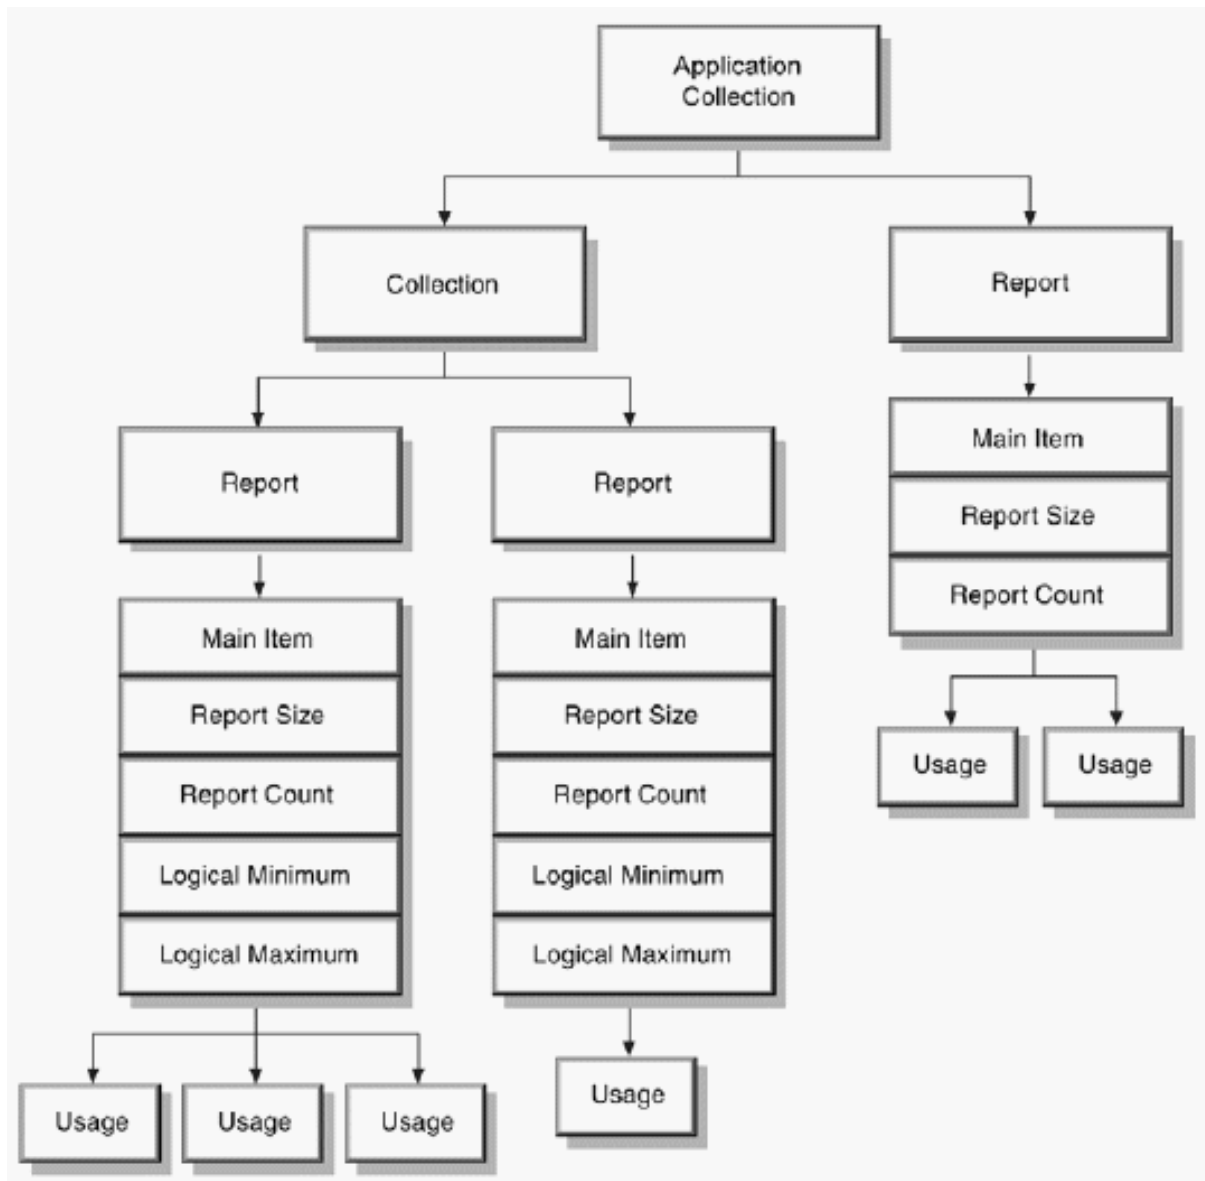 Application
Collection
Collection
Report
Report
Report
Main Item
Report Size
Report Count
Main Item
Report Size
Report Count
Logical Minimum
Logical Maximum
Main Item
Report Size
Report Count
Logical Minimum
Logical Maximum
Usage
Usage
Usage
Usage
Usage
Usage